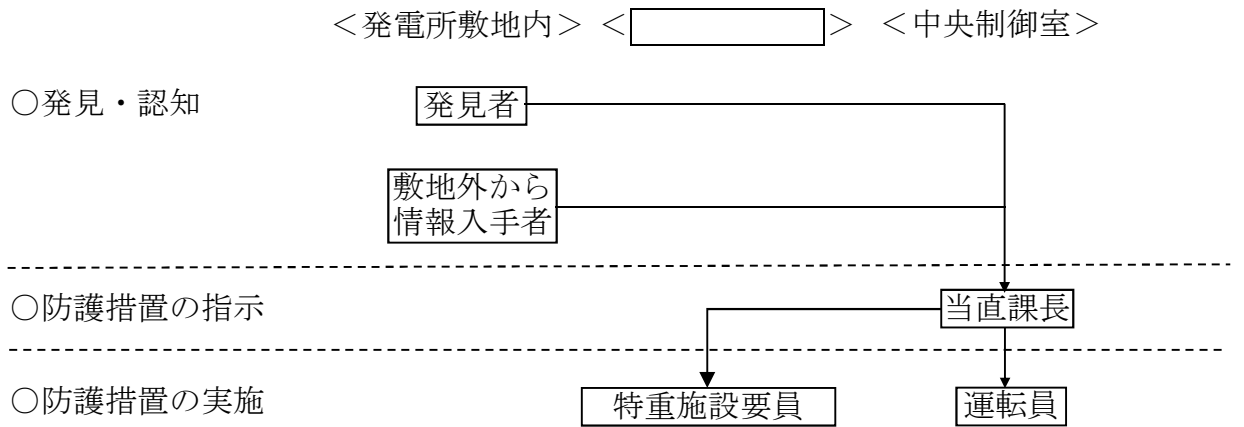 ＜発電所敷地内＞ ＜ ＞ ＜中央制御室＞
○発見・認知
発見者
敷地外から
情報入手者
○防護措置の指示
当直課長
○防護措置の実施
特重施設要員
運転員